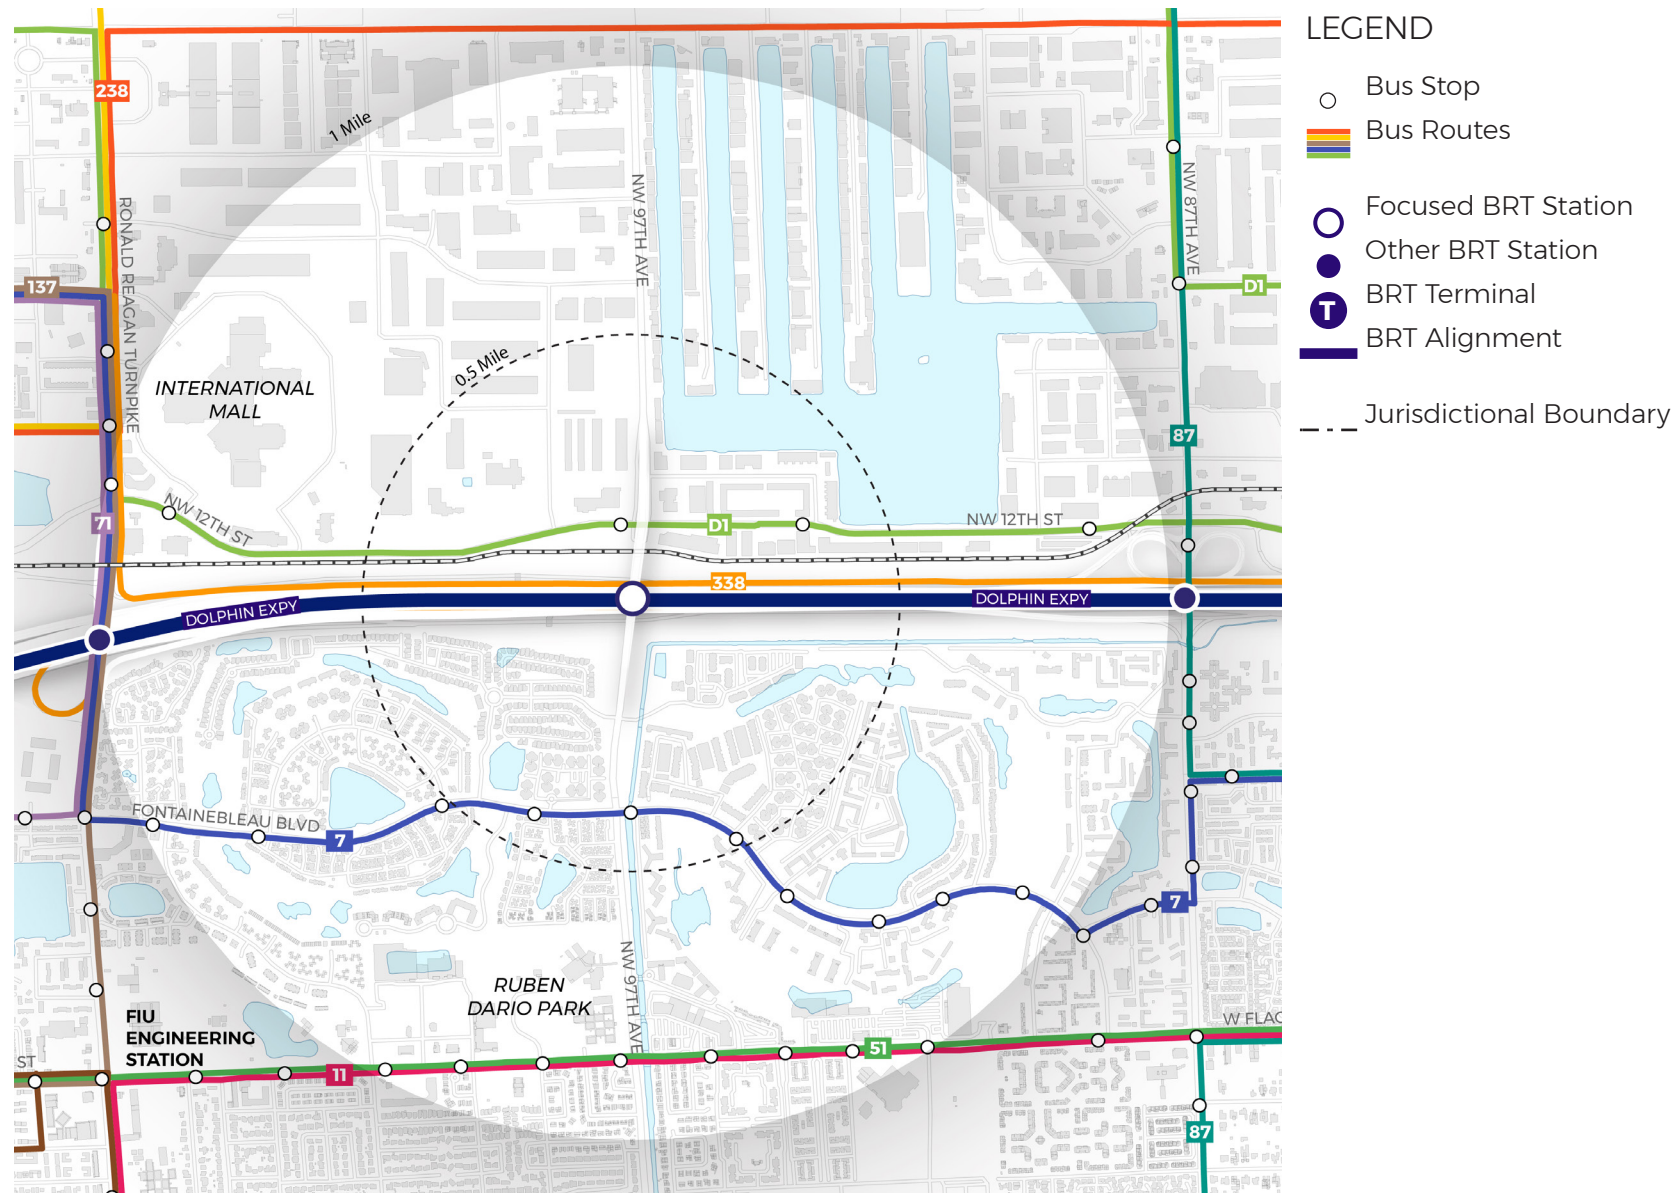 LEGEND
Bus Stop
Bus Routes
Focused BRT Station
Other BRT Station
T
BRT Terminal
BRT Alignment
Jurisdictional Boundary
238
1 Mile
RONALD REAGAN TURNPIKE
NW 97TH AVE
NW 87TH AVE
137
D1
0.5 Mile
INTERNATIONAL
MALL
87
71
NW 12TH ST
D1
NW 12TH ST
338
DOLPHIN EXPY
DOLPHIN EXPY
FONTAINEBLEAU BLVD
7
7
NW 97TH AVE
RUBEN
DARIO PARK
FIU
ENGINEERING
STATION
W FLAG
ST
51
11
87